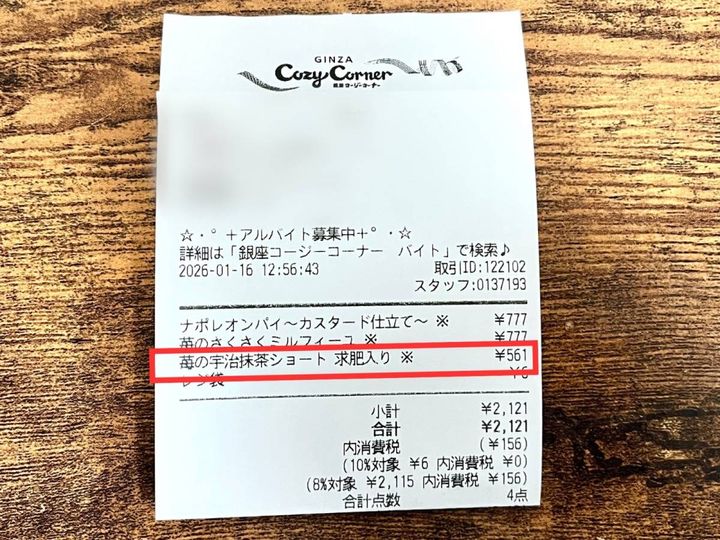 GINZA
Cozy Corner
銀座コージーコーナー
☆・°+アルバイト募集中+°・☆
詳細は「銀座コージーコーナー　バイト」で検索♪
2026-01-16 12:56:43 取引ID:122102
スタッフ:0137193
ナポレオンパイ～カスタード仕立て～ ※ ¥777
苺のさくさくミルフィーユ ※ ¥777
苺の宇治抹茶ショート 求肥入り ※ ¥561
レジ袋 ¥6
小計 ¥2,121
合計 ¥2,121
内消費税 (¥156)
(10%対象 ¥6 内消費税 ¥0)
(8%対象 ¥2,115 内消費税 ¥156)
合計点数 4点